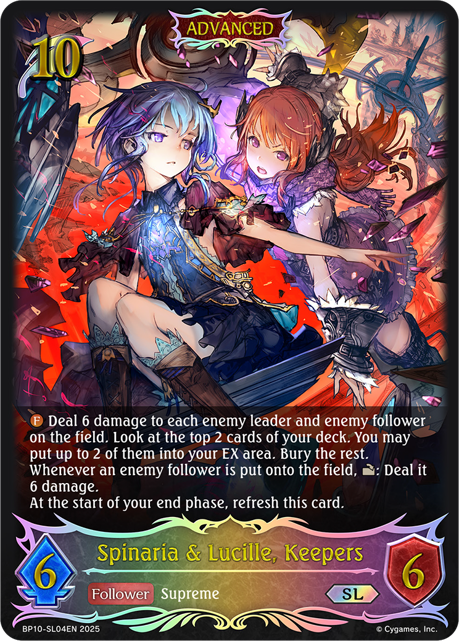 ADVANCED
10
F Deal 6 damage to each enemy leader and enemy follower
on the field. Look at the top 2 cards of your deck. You may
put up to 2 of them into your EX area. Bury the rest.
Whenever an enemy follower is put onto the field, : Deal it
6 damage.
At the start of your end phase, refresh this card.
Spinaria & Lucille, Keepers
6
Follower Supreme
SL
6
BP10-SL04EN 2025
© Cygames, Inc.